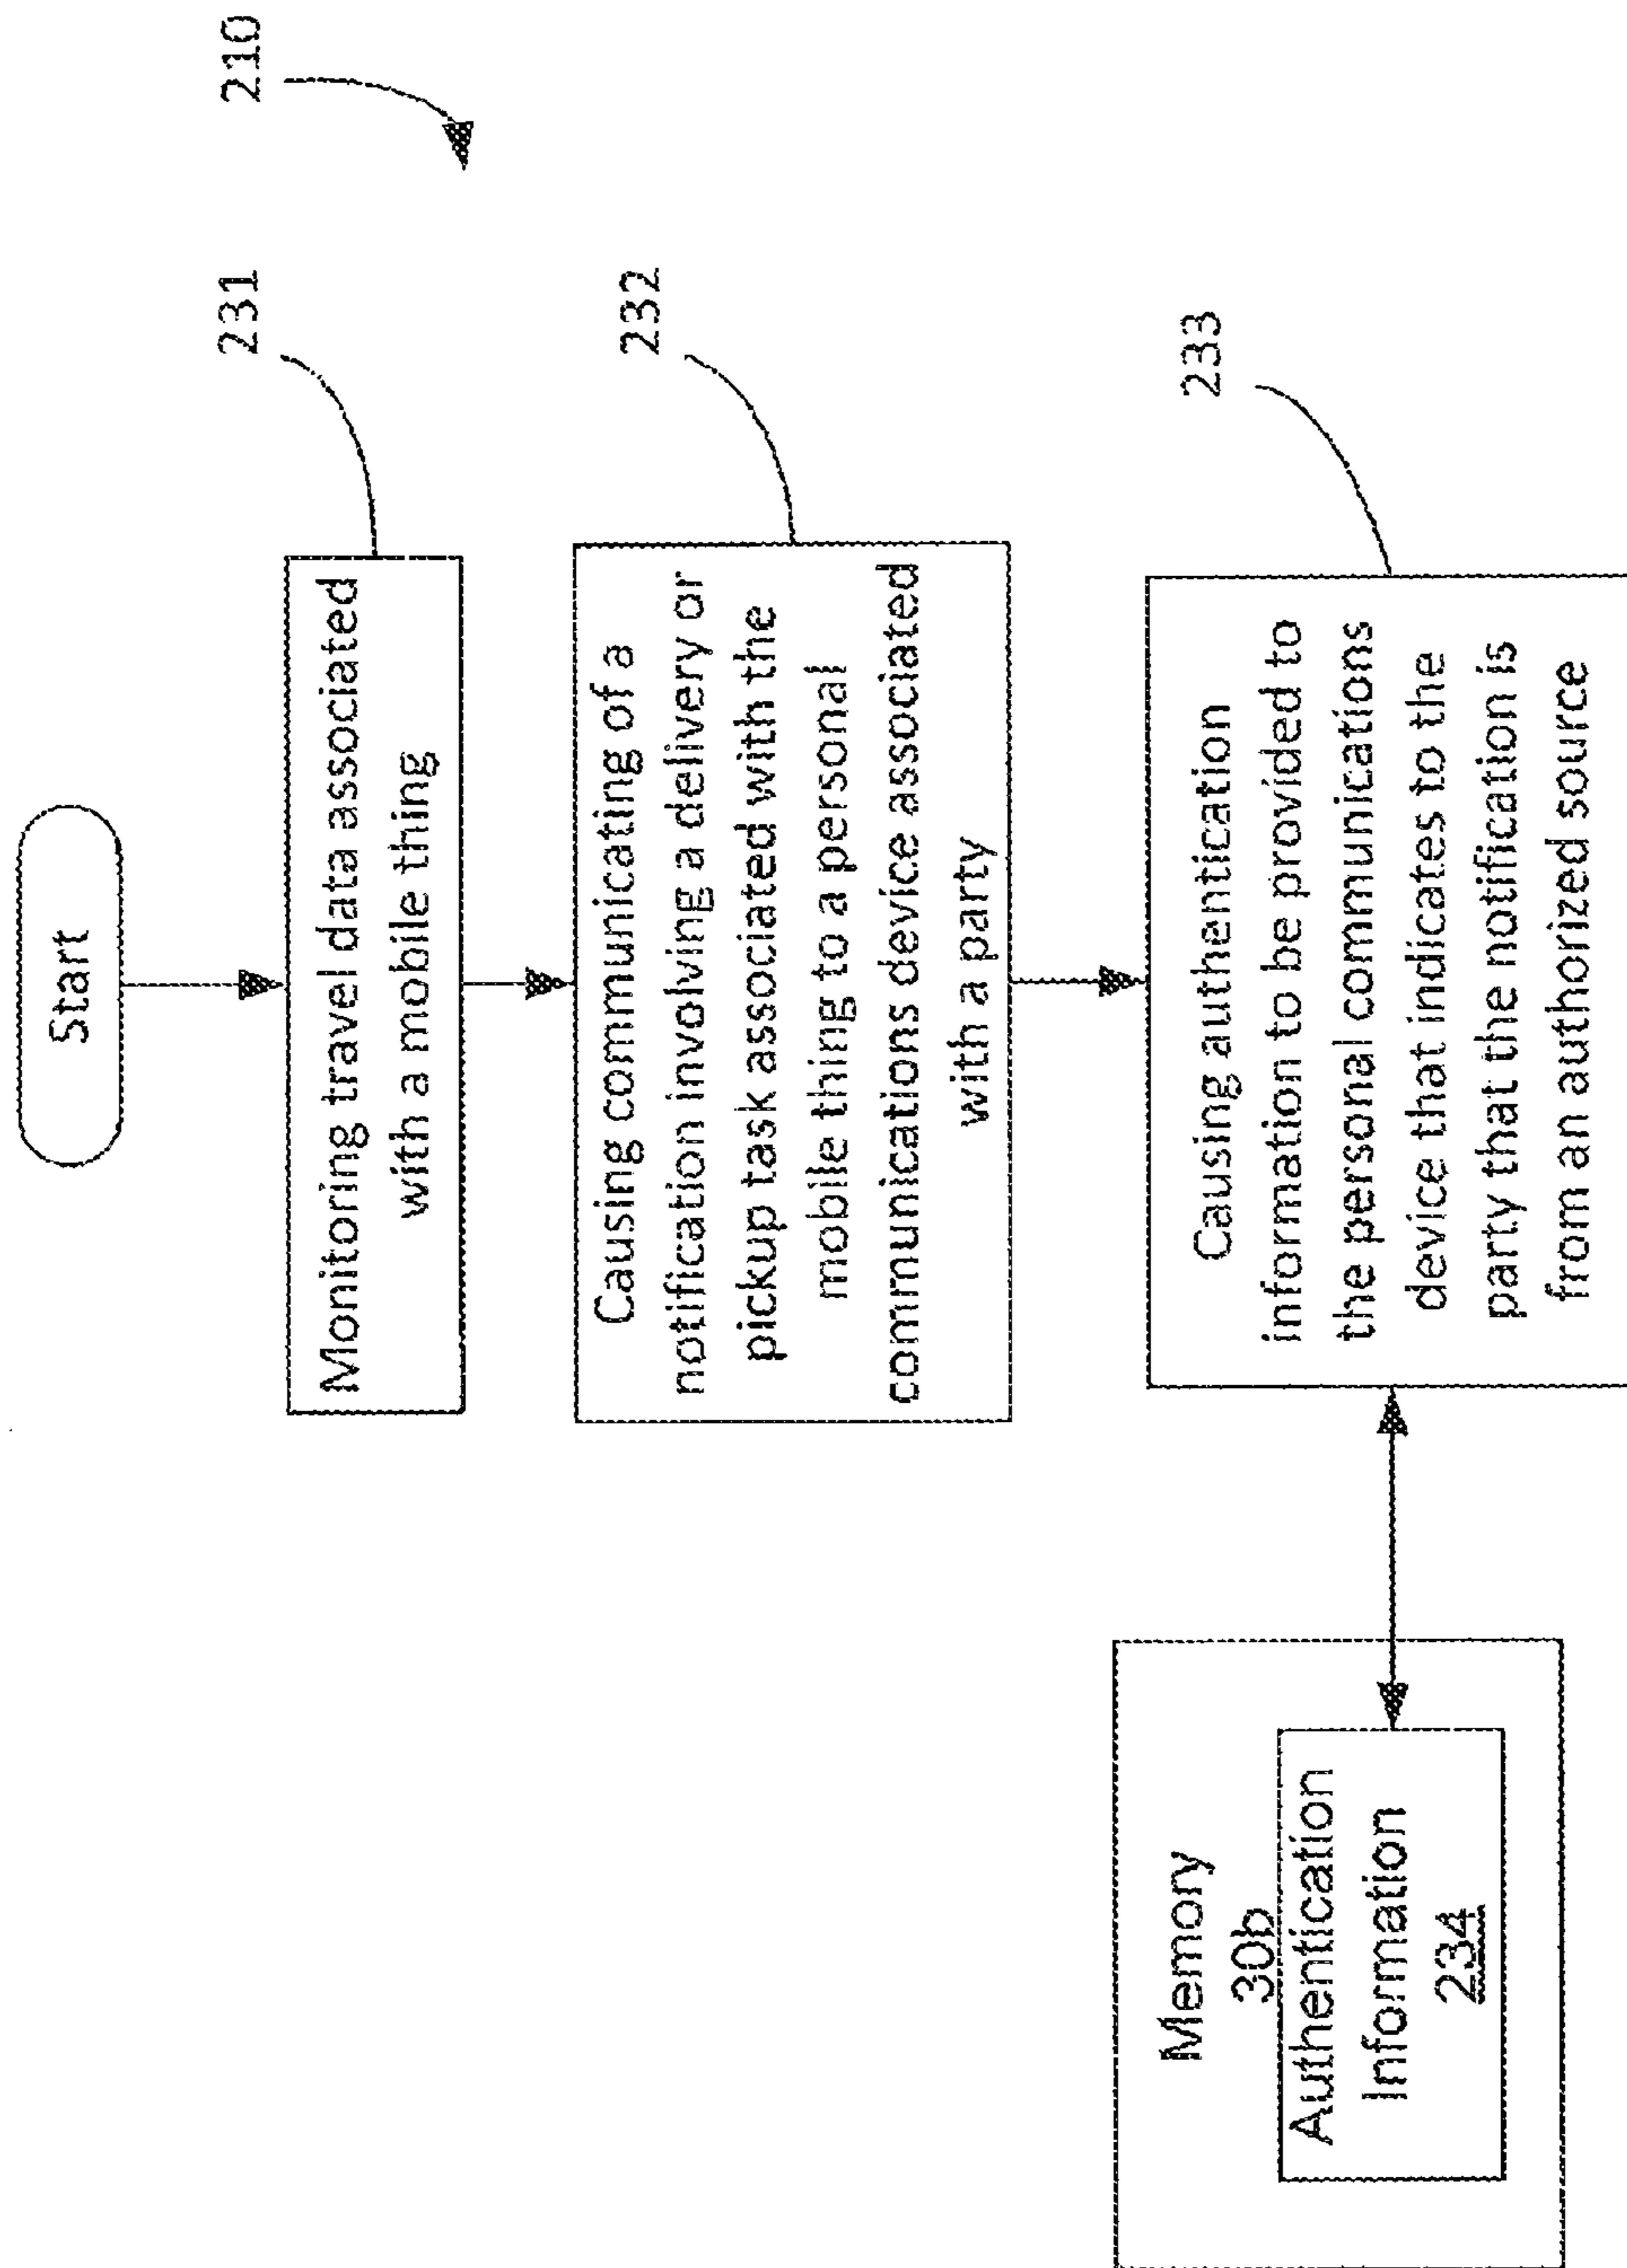 Start
210
Monitoring travel data associated
with a mobile thing
231
Causing communicating of a
notification involving a delivery or
pickup task associated with the
mobile thing to a personal
communications device associated
with a party
232
Causing authentication
information to be provided to
the personal communications
device that indicates to the
party that the notification is
from an authorized source
233
Memory
30b
Authentication
Information
234